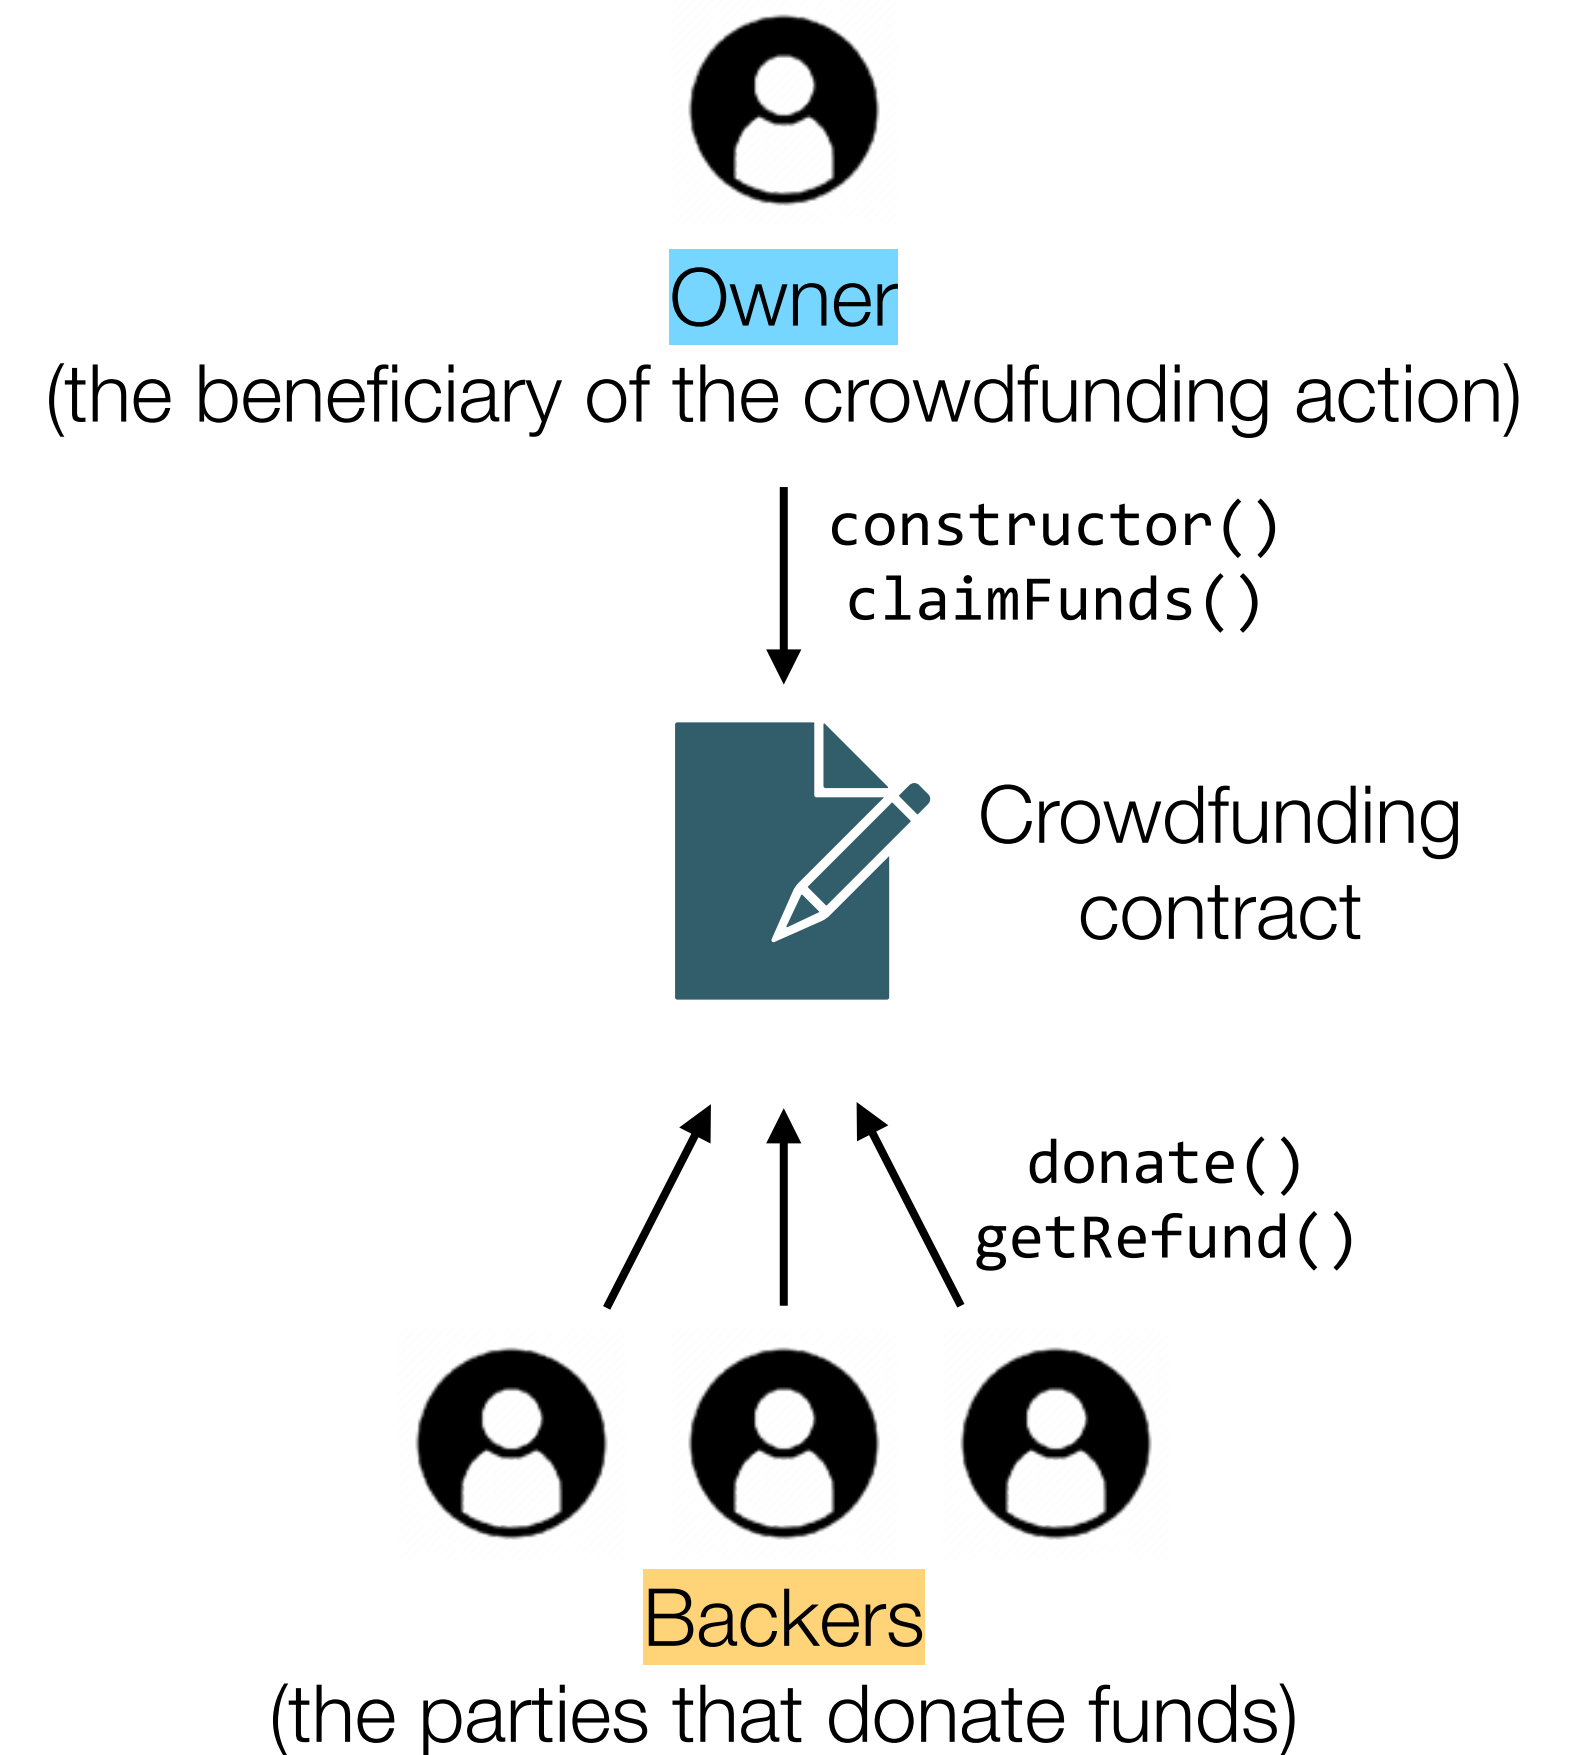 Owner
(the beneficiary of the crowdfunding action)
constructor()
claimFunds()
Crowdfunding
contract
donate()
getRefund()
Backers
(the parties that donate funds)